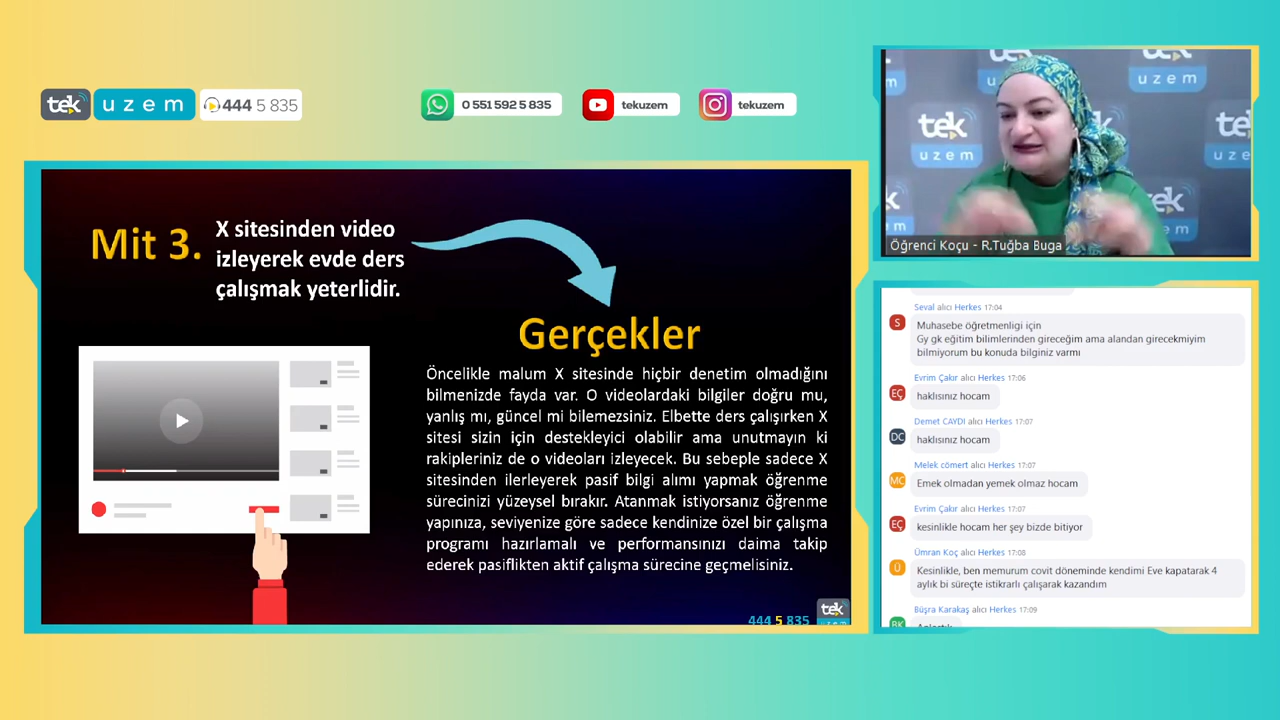 tek uzem 444 5 835
0 551 592 5 835
tekuzem
tekuzem
Mit 3.
X sitesinden video
izleyerek evde ders
çalışmak yeterlidir.
Gerçekler
Öncelikle malum X sitesinde hiçbir denetim olmadığını
bilmenizde fayda var. O videolardaki bilgiler doğru mu,
yanlış mı, güncel mi bilemezsiniz. Elbette ders çalışırken X
sitesi sizin için destekleyici olabilir ama unutmayın ki
rakipleriniz de o videoları izleyecek. Bu sebeple sadece X
sitesinden ilerleyerek pasif bilgi alımı yapmak öğrenme
sürecinizi yüzeysel bırakır. Atanmak istiyorsanız öğrenme
yapınıza, seviyenize göre sadece kendinize özel bir çalışma
programı hazırlamalı ve performansınızı daima takip
ederek pasiflikten aktif çalışma sürecine geçmelisiniz.
444 5 835
tek
tek
uzem
uzem
tek
uzem
Öğrenci Koçu - R.Tuğba Buga
Seval alıcı Herkes 17:04
S
Muhasebe öğretmenligi için
Gy gk eğitim bilimlerinden gireceğim ama alandan girecekmiyim
bilmiyorum bu konuda bilginiz varmı
Evrim Çakır alıcı Herkes 17:06
EÇ
haklısınız hocam
Demet CAYDI alıcı Herkes 17:07
DC
haklısınız hocam
Melek cömert alıcı Herkes 17:07
MC
Emek olmadan yemek olmaz hocam
Evrim Çakır alıcı Herkes 17:07
EÇ
kesinlikle hocam her şey bizde bitiyor
Ümran Koç alıcı Herkes 17:08
Ü
Kesinlikle, ben memurum covit döneminde kendimi Eve kapatarak 4
aylık bi süreçte istikrarlı çalışarak kazandım
Büşra Karakaş alıcı Herkes 17:09
BK